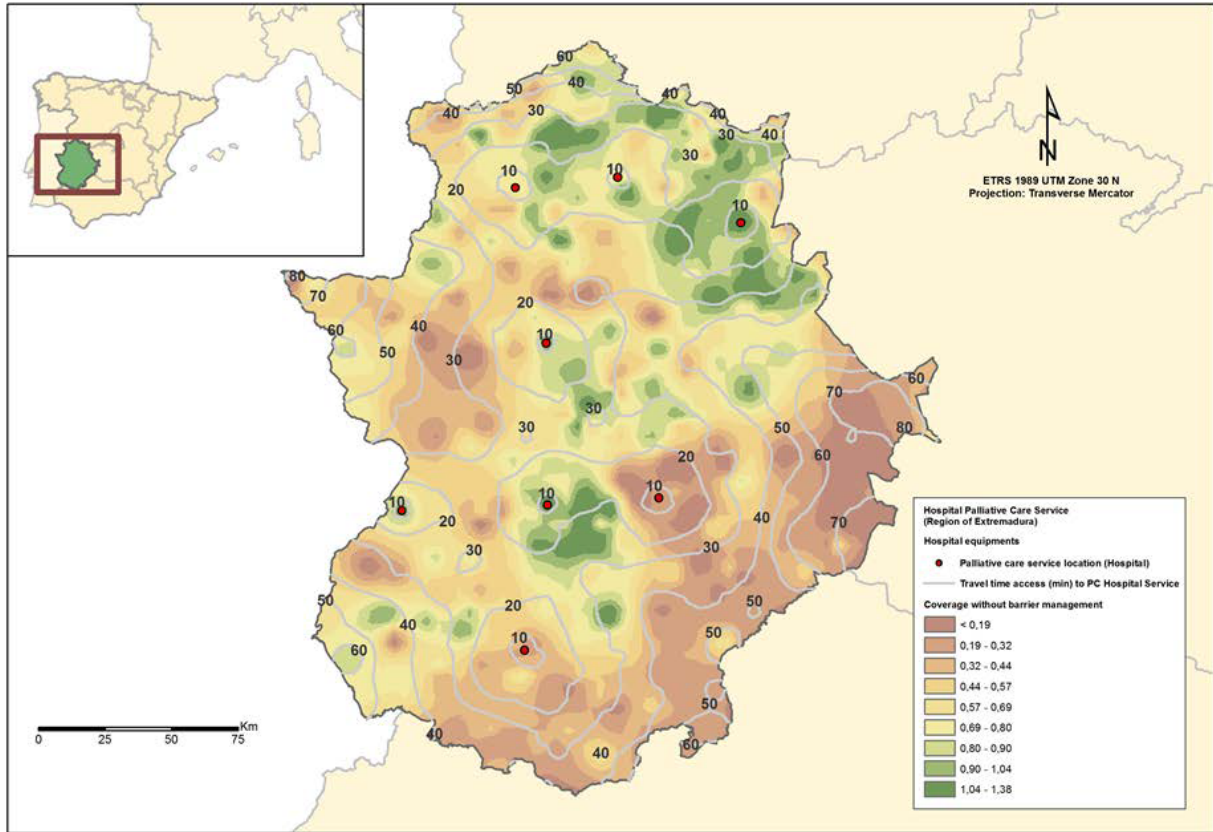 60
50
40
40
30
40
40
30
40
30
10
10
20
10
N
ETRS 1989 UTM Zone 30 N
Projection: Transverse Mercator
80
70
20
60
40
10
50
30
60
70
30
50
80
30
20
60
10
10
10
20
40
70
30
30
50
20
50
40
50
60
10
50
40
40
60
Km
0 25 50 75
Hospital Palliative Care Service
(Region of Extremadura)
Hospital equipments
Palliative care service location (Hospital)
Travel time access (min) to PC Hospital Service
Coverage without barrier management
< 0,19
0,19 - 0,32
0,32 - 0,44
0,44 - 0,57
0,57 - 0,69
0,69 - 0,80
0,80 - 0,90
0,90 - 1,04
1,04 - 1,38